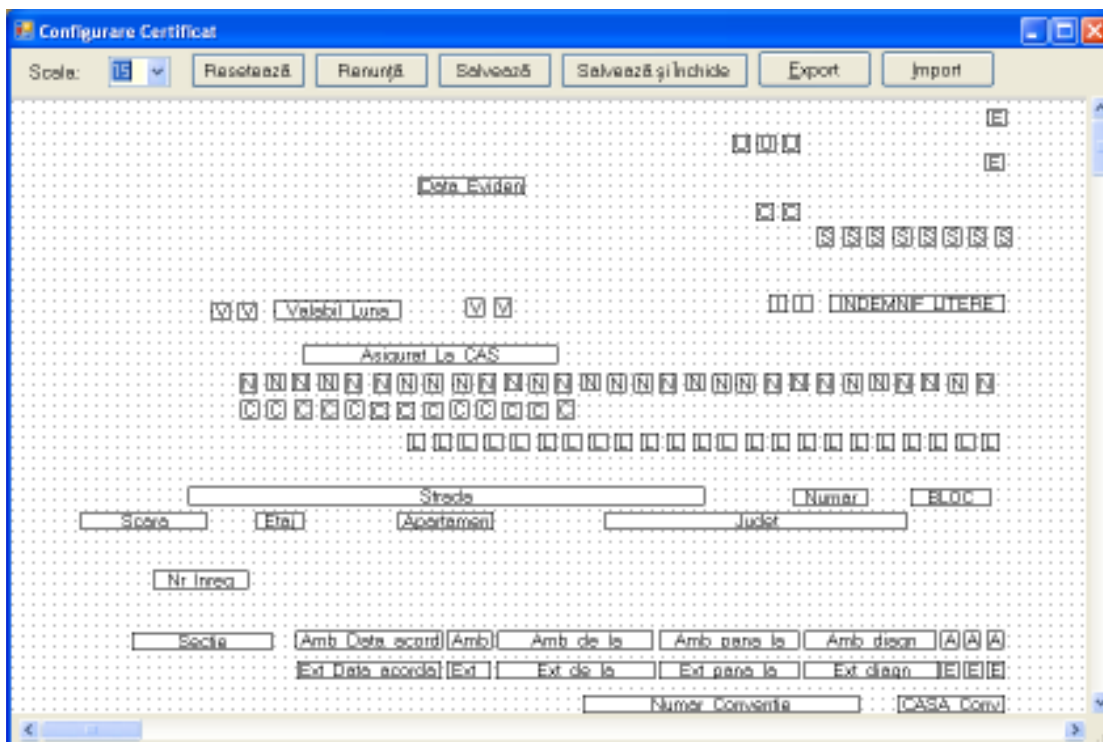 Configurare Certificat
Scala: 15 Resetează Renunță Salvează Salvează și Închide Export Import
E
U U U
E
Data Eviden
C C
S S S S S S S S
V V Valabil Luna V V I I INDEMNIF LITERE
Asigurat La CAS
N N N N N N N N N N N N N N N N N N N N N N N N N N N N N
C C C C C C C C C C C C C
L L L L L L L L L L L L L L L L L L L L L L L
Strada Numar BLOC
Scara Etaj Apartamen Judet
Nr Inreg
Sectie Amb Data acord Amb Amb de la Amb pana la Amb diagn A A A
Ext Data acorda Ext Ext de la Ext pana la Ext diagn E E E
Numar Conventie CASA Conv